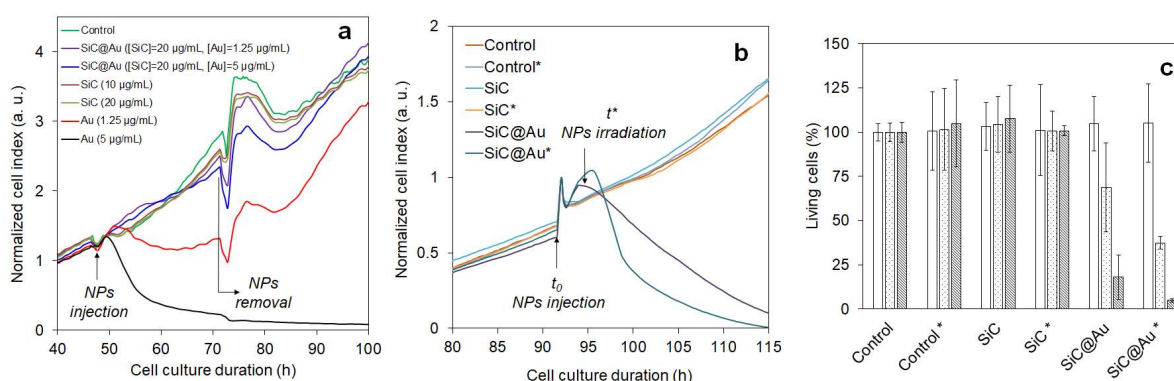 a
Control
SiC@Au ([SiC]=20 µg/mL, [Au]=1.25 µg/mL)
SiC@Au ([SiC]=20 µg/mL, [Au]=5 µg/mL)
SiC (10 µg/mL)
SiC (20 µg/mL)
Au (1.25 µg/mL)
Au (5 µg/mL)
NPs
injection
NPs
removal
Normalized cell index (a. u.)
4
3
2
1
0
40 50 60 70 80 90 100
Cell culture duration (h)
b
Control
Control*
SiC
SiC*
SiC@Au
SiC@Au*
t*
NPs irradiation
t0
NPs injection
Normalized cell index (a. u.)
2
1.5
1
0.5
0
80 85 90 95 100 105 110 115
Cell culture duration (h)
c
Living cells (%)
150
125
100
75
50
25
0
Control
Control *
SiC
SiC *
SiC@Au
SiC@Au *